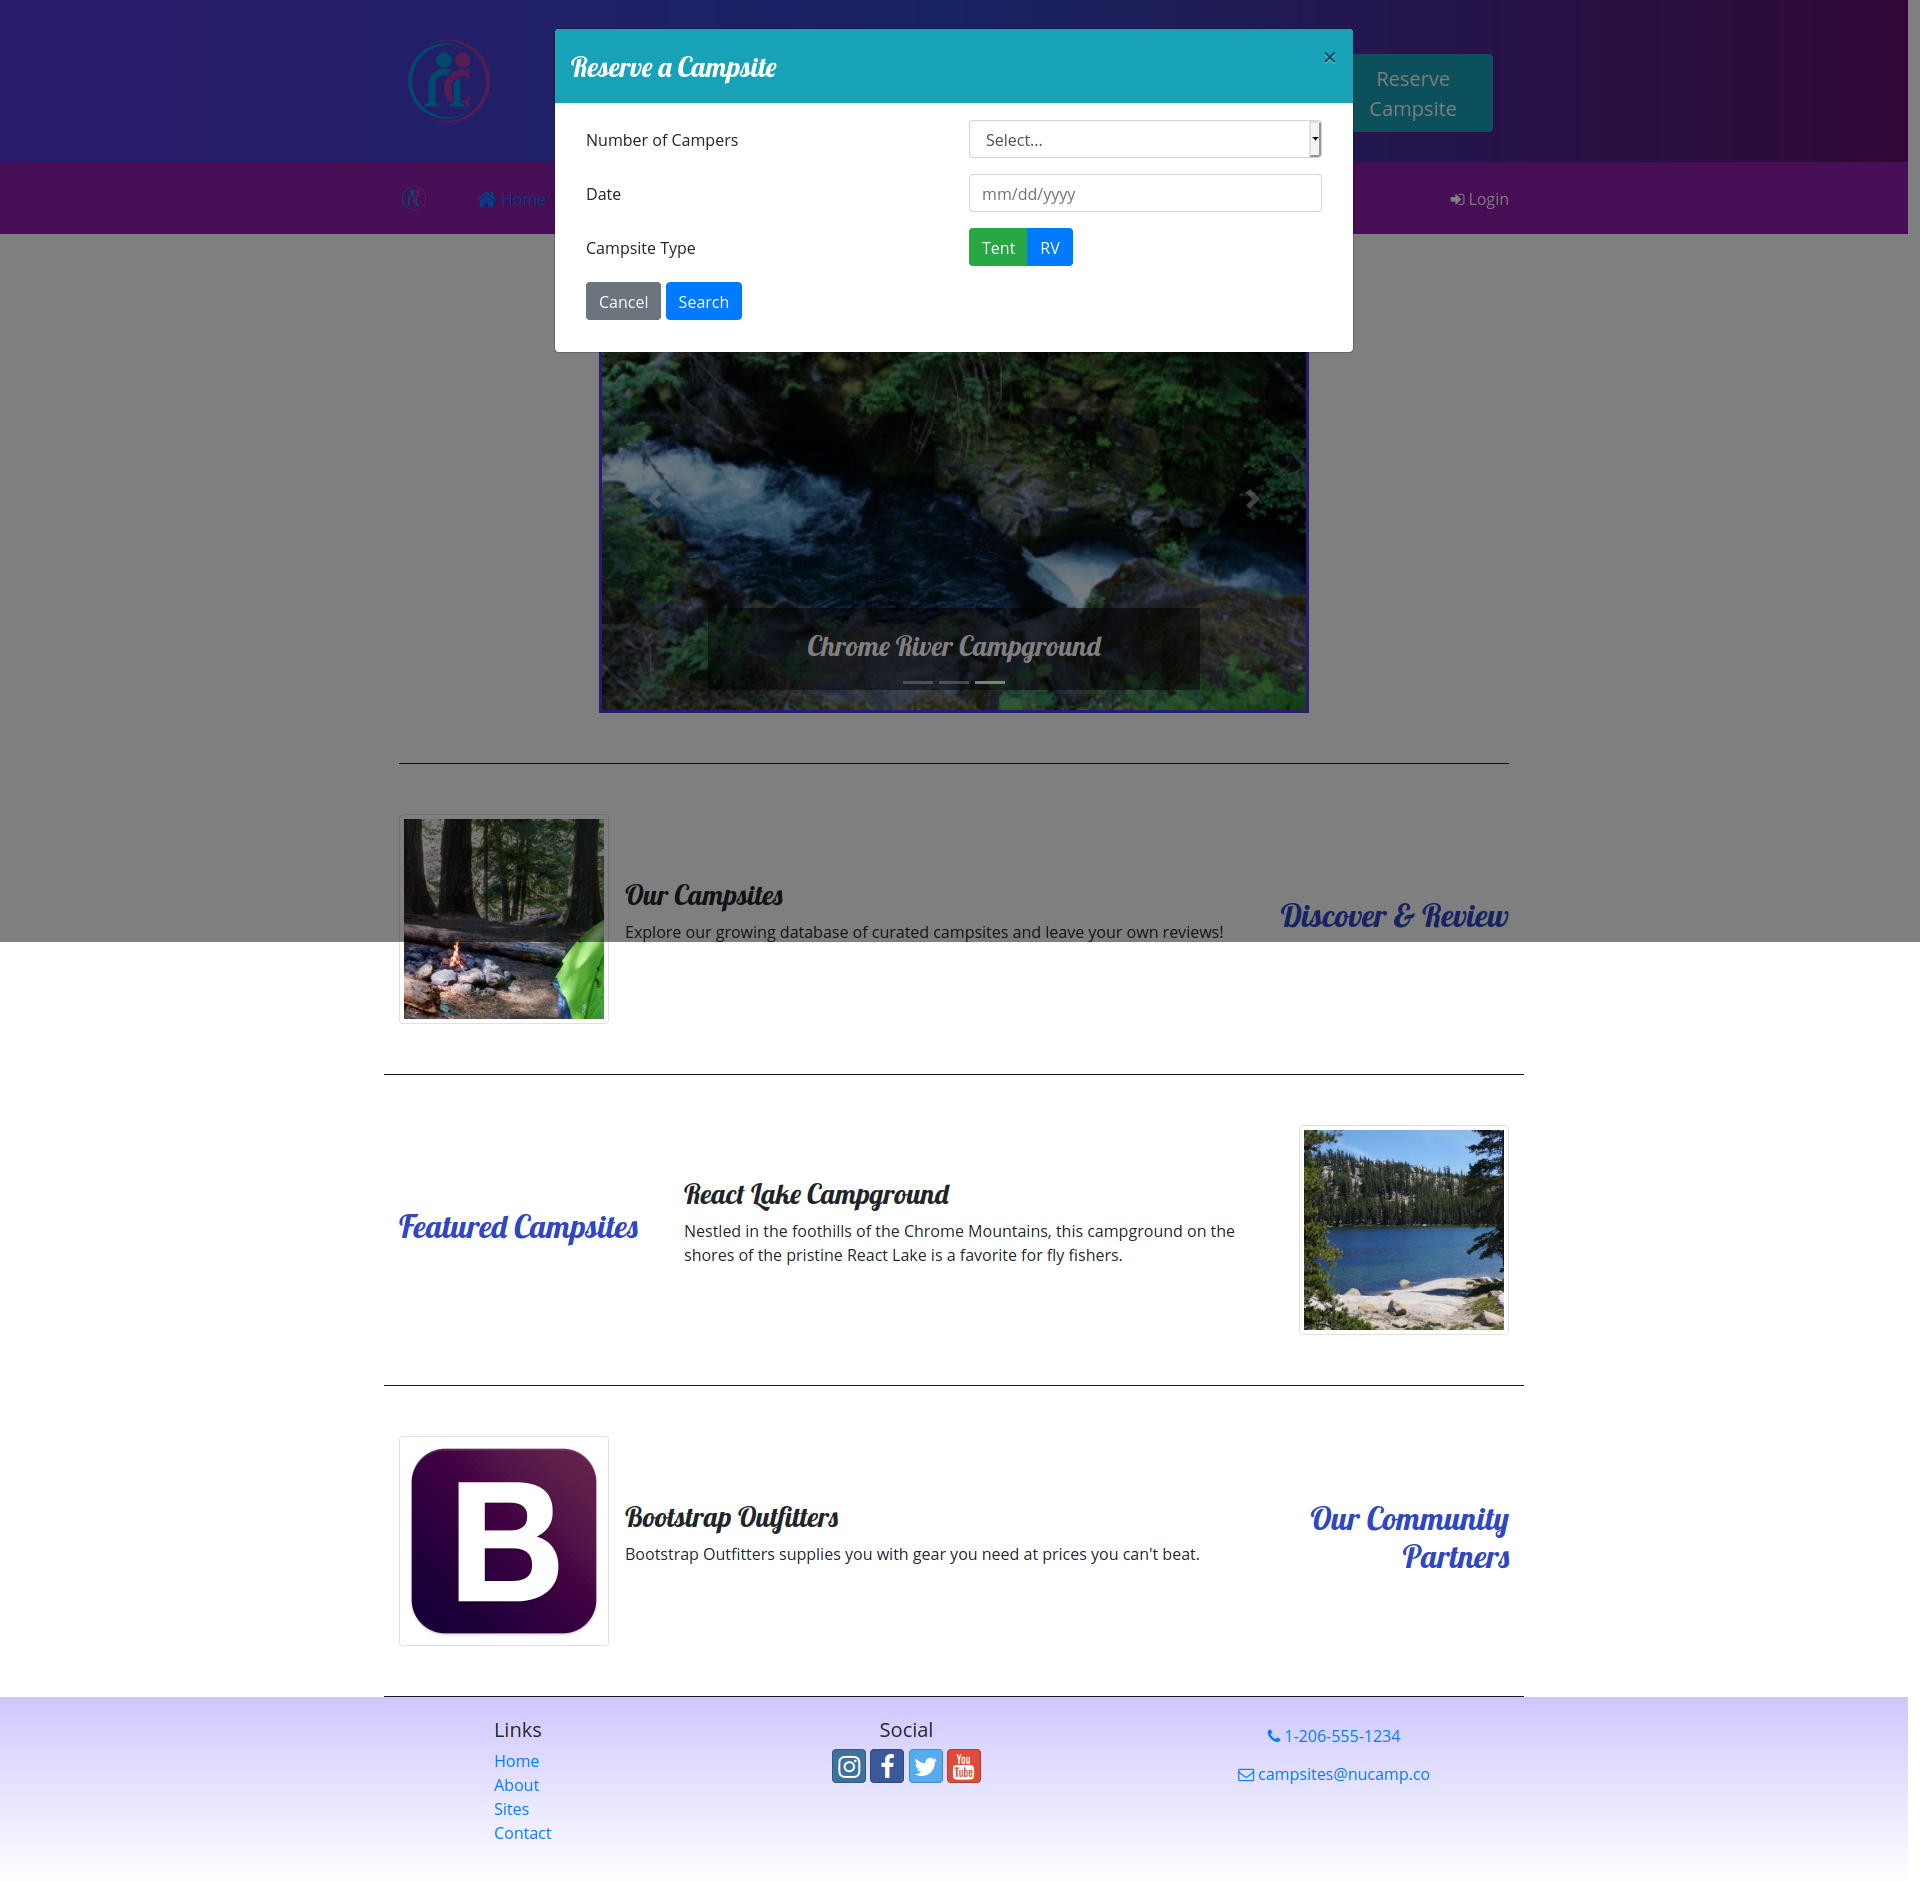 Reserve a Campsite
×
Reserve
Campsite
Number of Campers
Select...
Date
mm/dd/yyyy
Campsite Type
Tent
RV
Cancel
Search
Home
Login
Chrome River Campground
Our Campsites
Explore our growing database of curated campsites and leave your own reviews!
Discover & Review
Featured Campsites
React Lake Campground
Nestled in the foothills of the Chrome Mountains, this campground on the
shores of the pristine React Lake is a favorite for fly fishers.
B
Bootstrap Outfitters
Bootstrap Outfitters supplies you with gear you need at prices you can't beat.
Our Community
Partners
Links
Home
About
Sites
Contact
Social
You
Tube
1-206-555-1234
campsites@nucamp.co